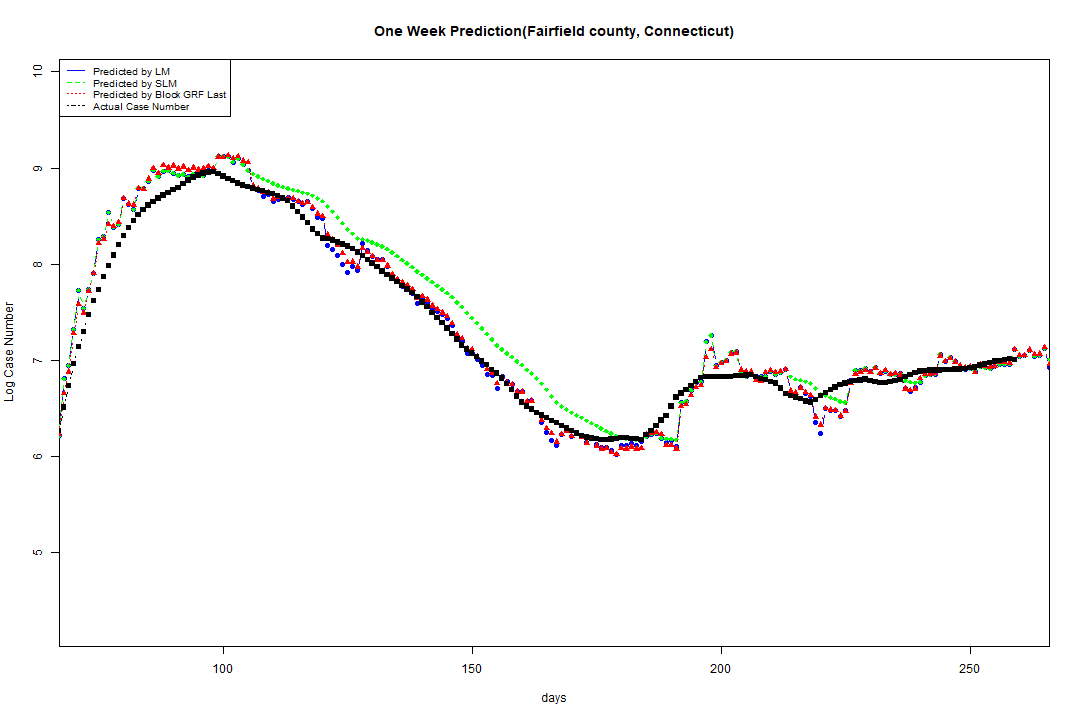 One Week Prediction(Fairfield county, Connecticut)
Predicted by LM
Predicted by SLM
Predicted by Block GRF Last
Actual Case Number
10
9
8
7
6
5
Log Case Number
100
150
200
250
days